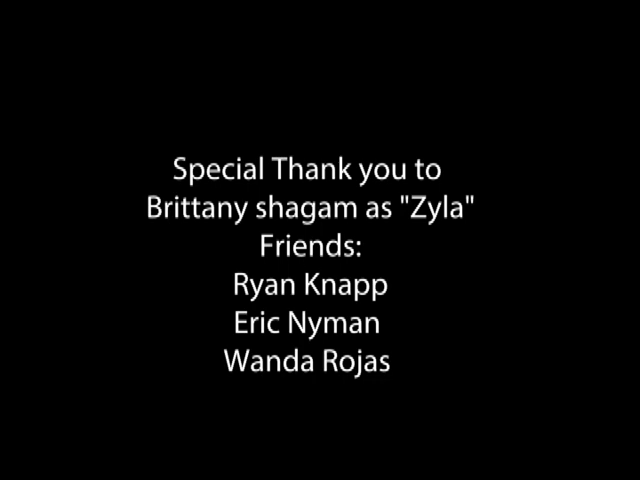 Special Thank you to
Brittany shagam as "Zyla"
Friends:
Ryan Knapp
Eric Nyman
Wanda Rojas